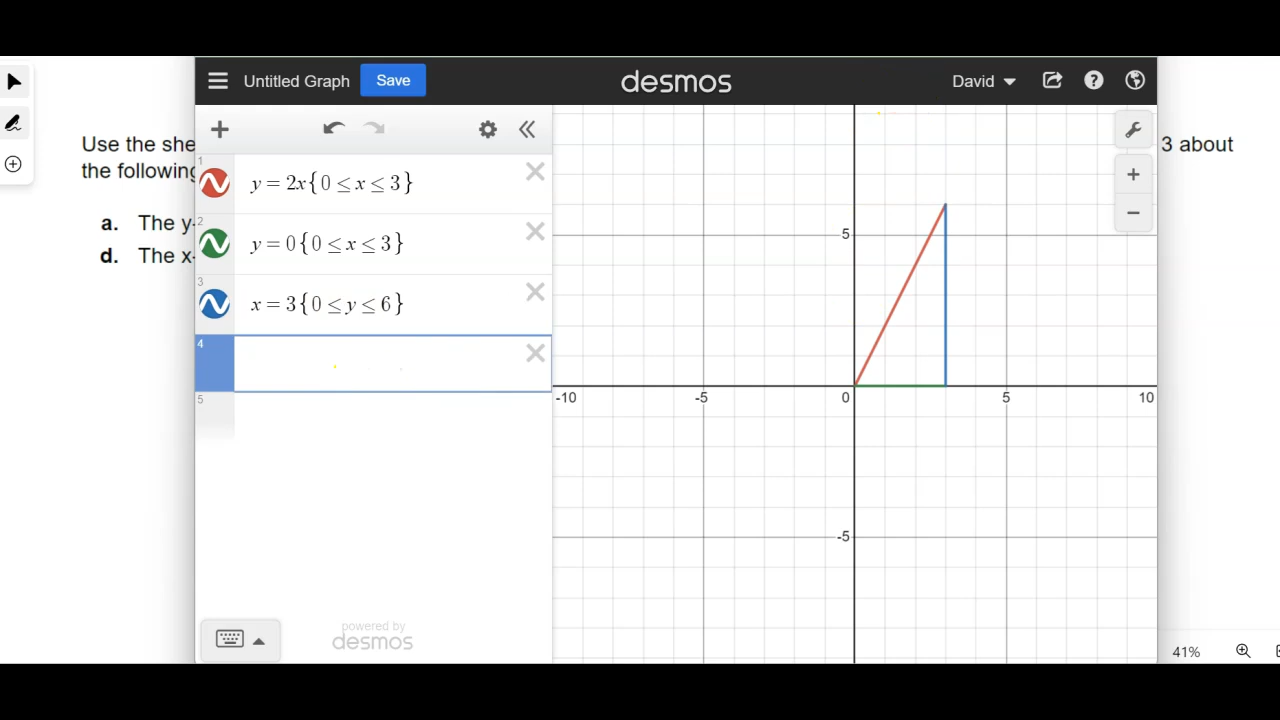 Untitled Graph Save desmos David
Use the she 3 about
the following
a. The y-
d. The x-
1
y = 2x{0 ≤ x ≤ 3}
2
y = 0{0 ≤ x ≤ 3}
3
x = 3{0 ≤ y ≤ 6}
4
5
powered by
desmos
5
-10 -5 0 5 10
-5
41%